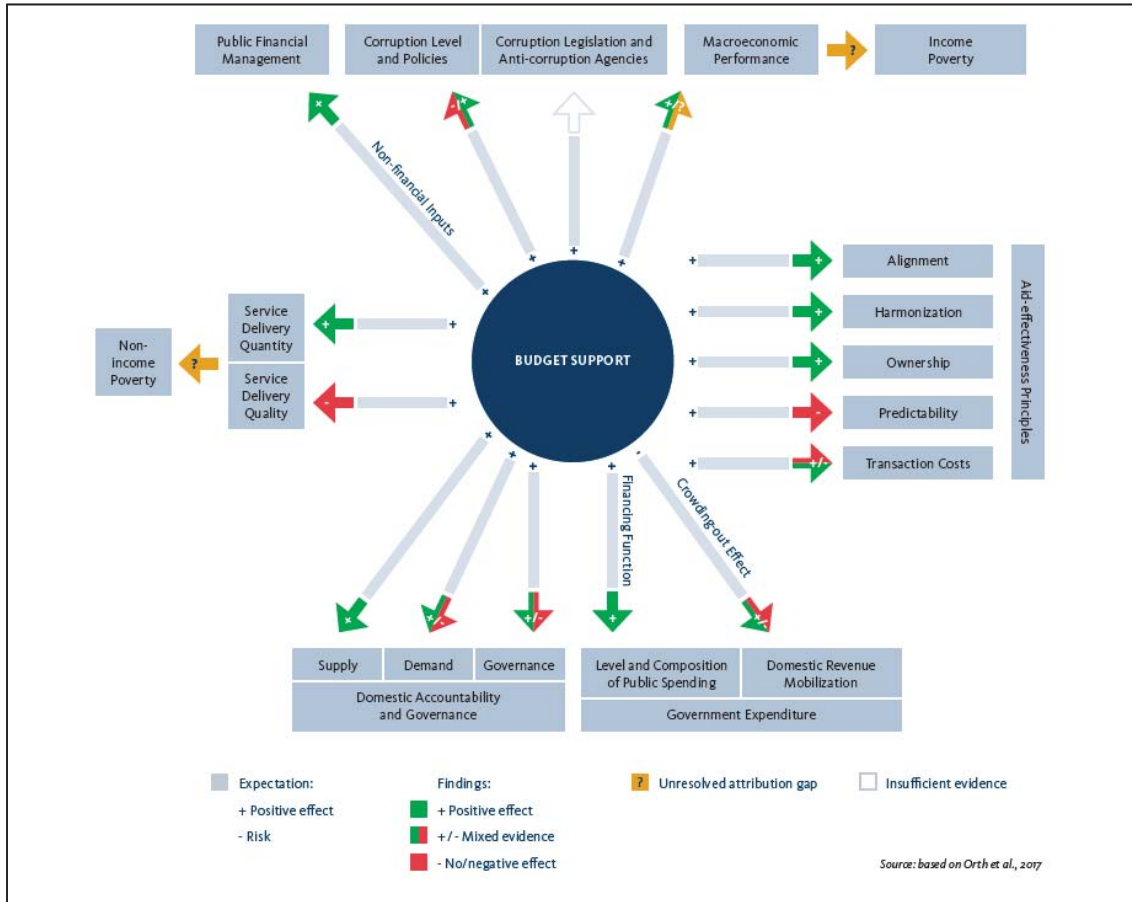 Public Financial
Management
Corruption Level
and Policies
Corruption Legislation and
Anti-corruption Agencies
Macroeconomic
Performance
?
Income
Poverty
+
-/+
+/?
Non-financial Inputs
+
+
+
+
+
+
Alignment
+
+
Harmonization
+
+
Ownership
+
-
Predictability
+
+/-
Transaction Costs
Aid-effectiveness Principles
Non-
income
Poverty
?
Service
Delivery
Quantity
+
+
Service
Delivery
Quality
-
+
BUDGET SUPPORT
+
+
+
+
-
Financing Function
Crowding-out Effect
+
+/-
+/-
+
+/-
Supply
Demand
Governance
Domestic Accountability
and Governance
Level and Composition
of Public Spending
Domestic Revenue
Mobilization
Government Expenditure
Expectation:
+ Positive effect
- Risk
Findings:
+ Positive effect
+/- Mixed evidence
- No/negative effect
? Unresolved attribution gap
Insufficient evidence
Source: based on Orth et al., 2017